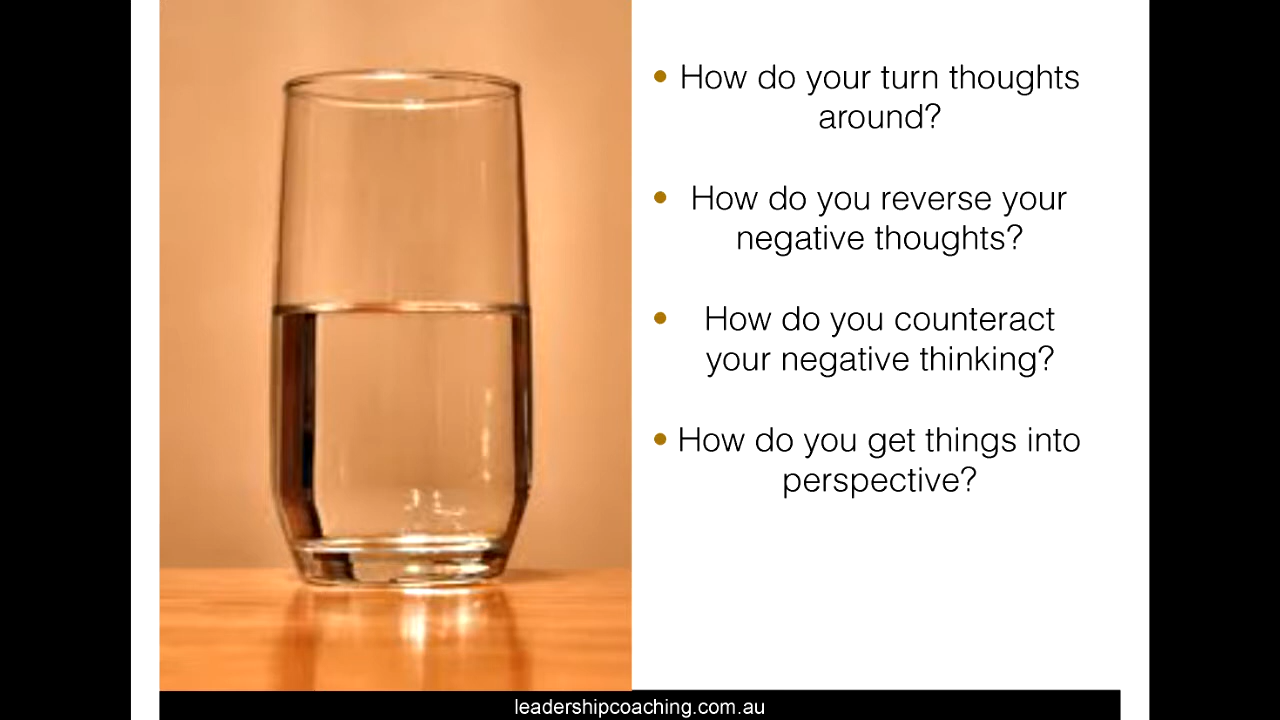 • How do your turn thoughts
around?
• How do you reverse your
negative thoughts?
• How do you counteract
your negative thinking?
• How do you get things into
perspective?
leadershipcoaching.com.au